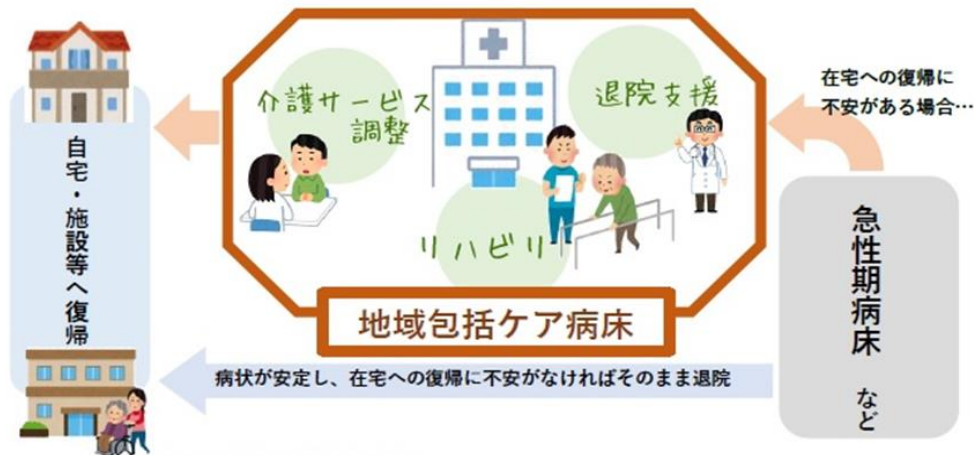 介護サービス
調整
退院支援
リハビリ
地域包括ケア病床
在宅への復帰に
不安がある場合…
急性期病床 など
自宅・施設等へ復帰
病状が安定し、在宅への復帰に不安がなければそのまま退院